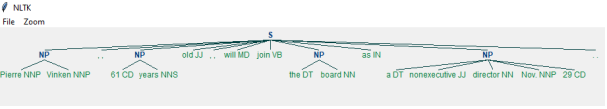 NLTK
File Zoom
S
NP , , NP old JJ , , will MD join VB NP as IN NP . .
Pierre NNP Vinken NNP 61 CD years NNS the DT board NN a DT nonexecutive JJ director NN Nov. NNP 29 CD